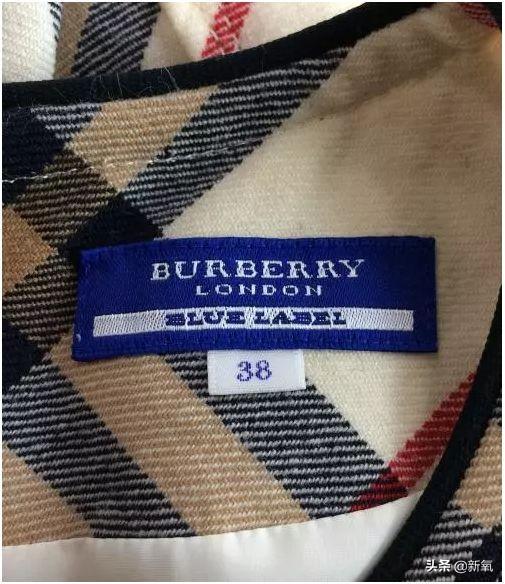 BURBERRY
LONDON
BLUE LABEL
38
头条 @新氧